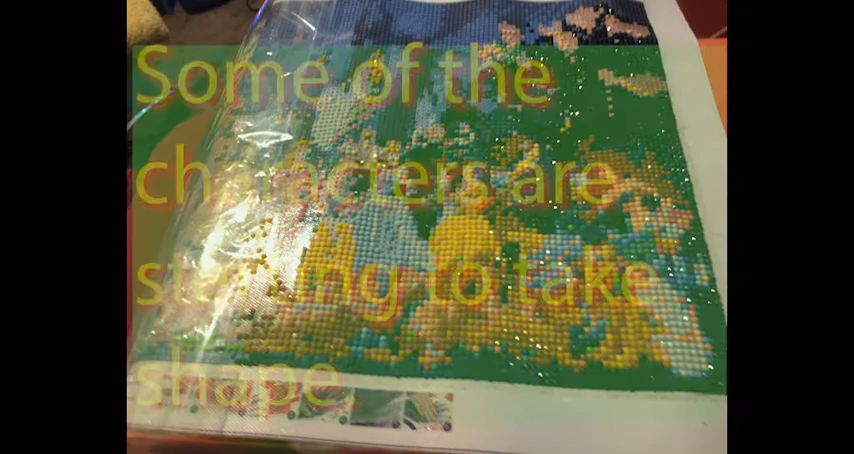 Some of the
characters are
starting to take
shape.